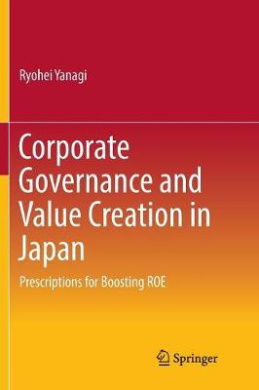 Ryohei Yanagi
Corporate
Governance and
Value Creation in
Japan
Prescriptions for Boosting ROE
Springer